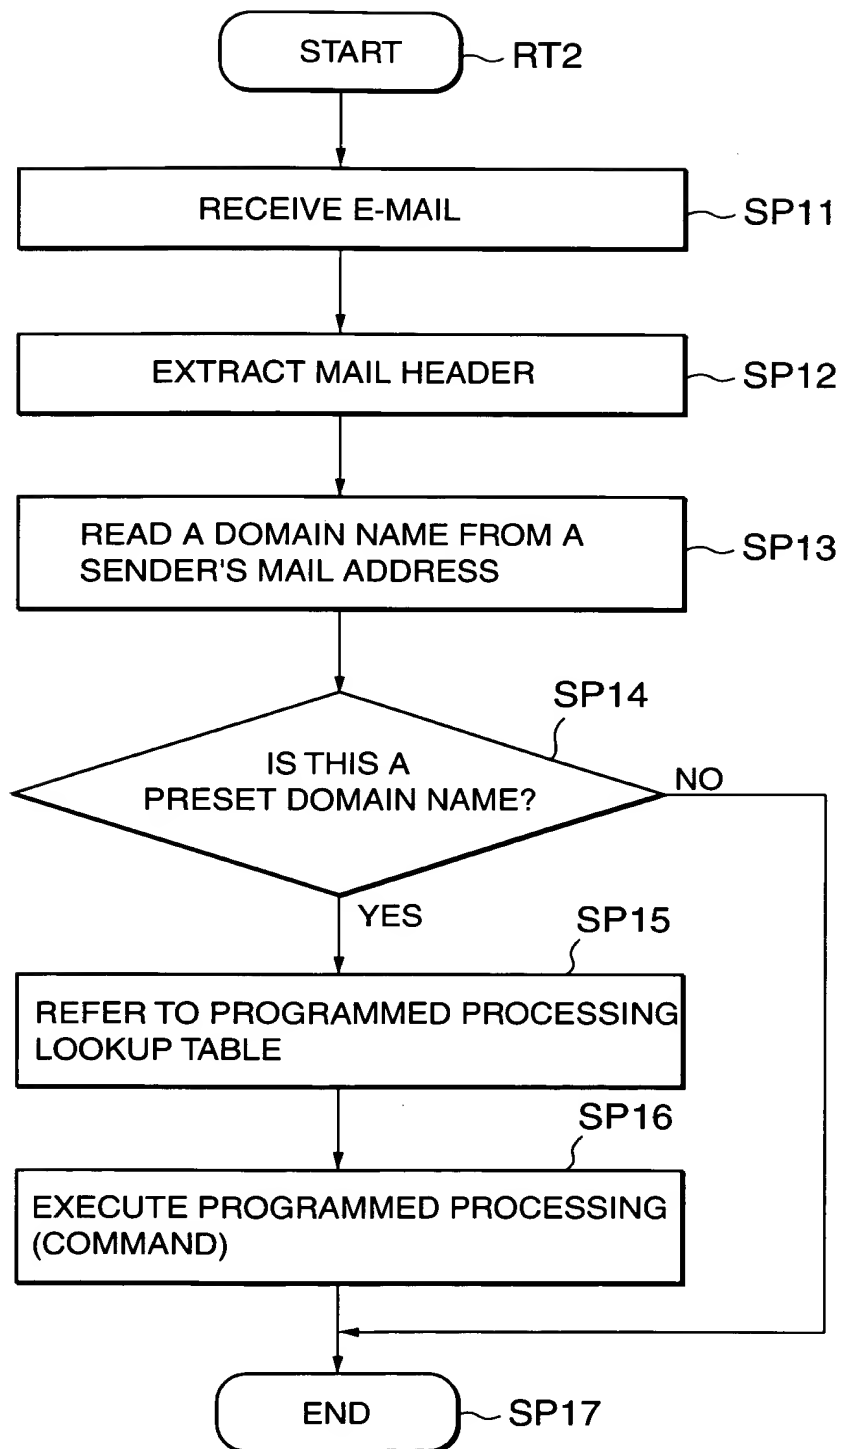 START
RT2
RECEIVE E-MAIL
SP11
EXTRACT MAIL HEADER
SP12
READ A DOMAIN NAME FROM A
SENDER'S MAIL ADDRESS
SP13
SP14
IS THIS A
PRESET DOMAIN NAME?
NO
YES
SP15
REFER TO PROGRAMMED PROCESSING
LOOKUP TABLE
SP16
EXECUTE PROGRAMMED PROCESSING
(COMMAND)
END
SP17